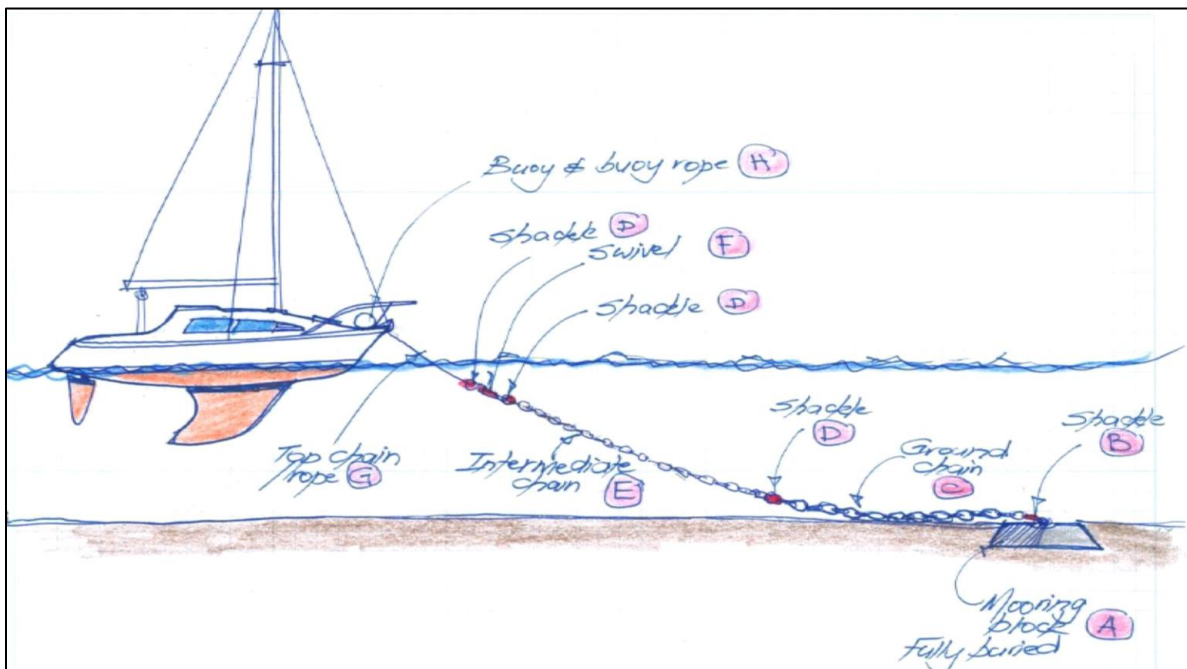 Buoy & buoy rope H
Shackle D
Swivel F
Shackle D
Shackle
D
Shackle
B
Ground
chain
C
Top chain
rope G
Intermediate
chain E
Mooring
block A
Fully buried